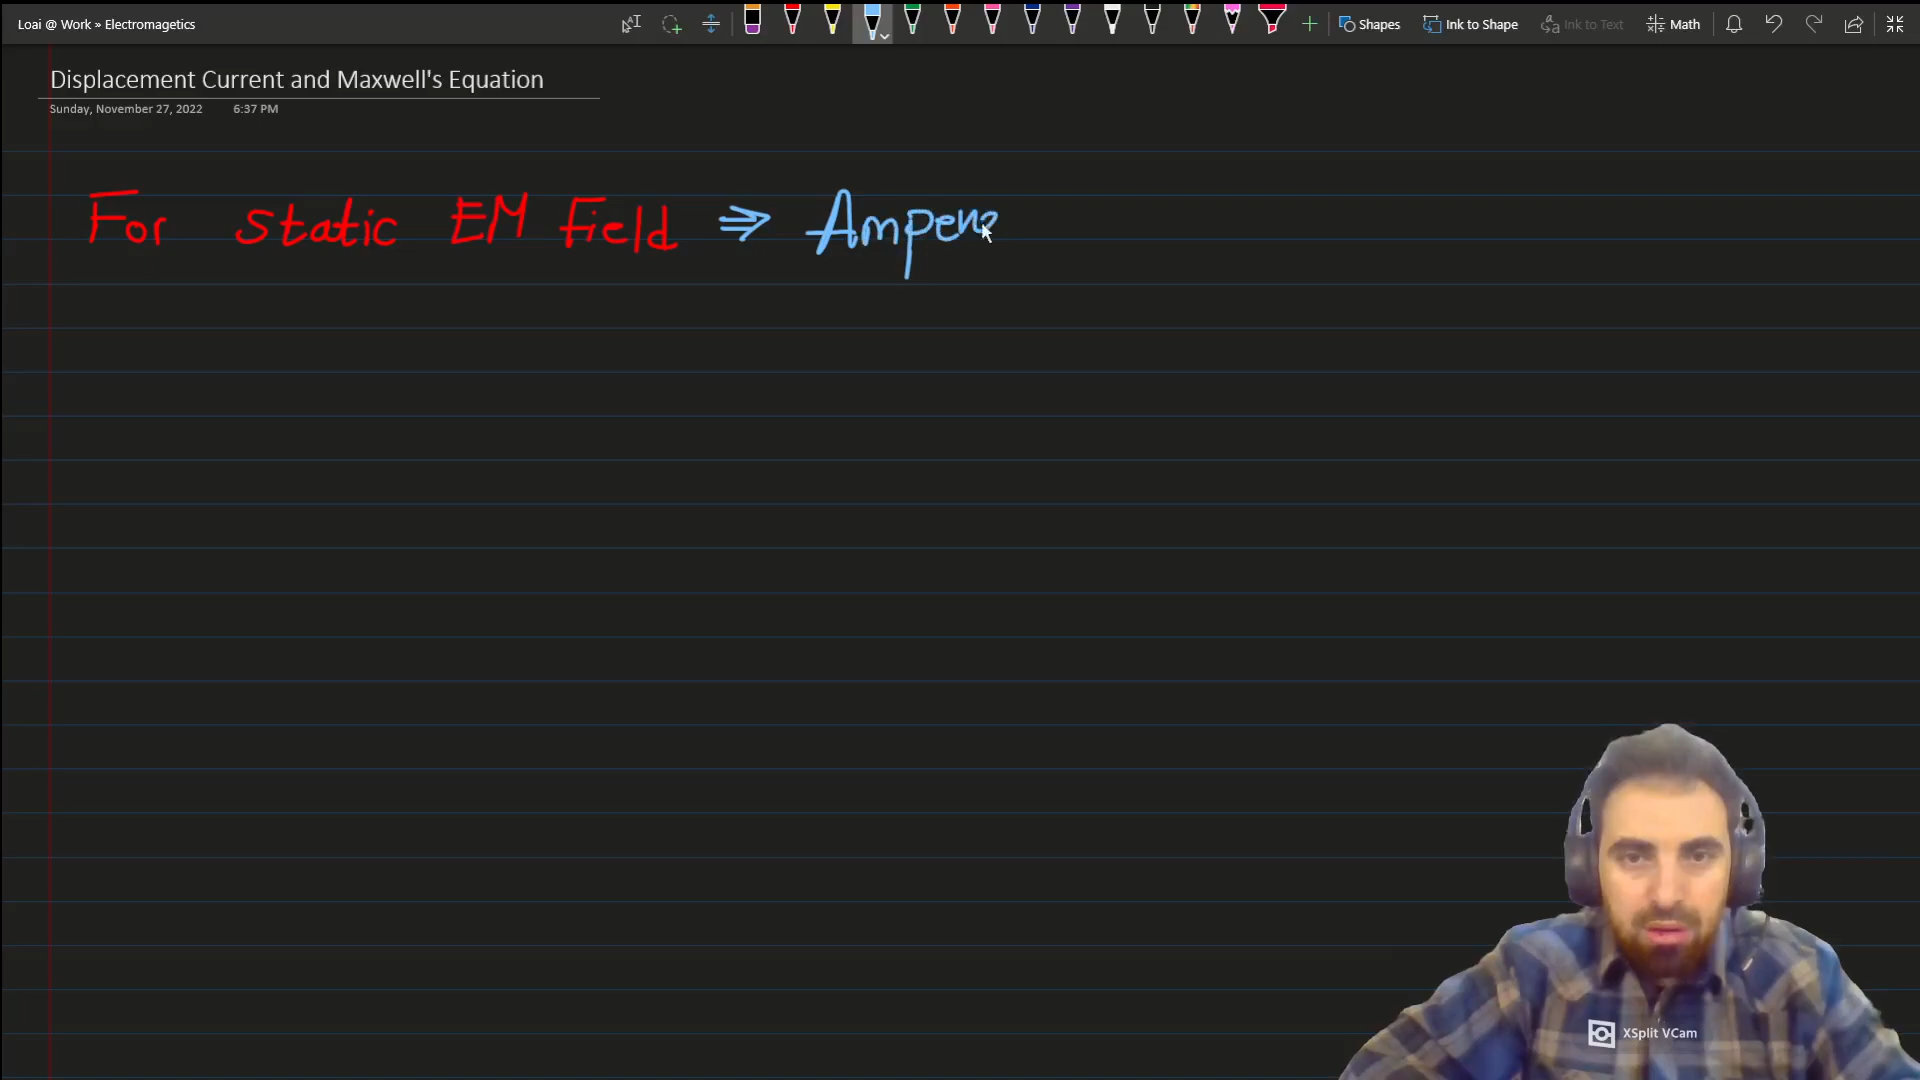 Loai @ Work » Electromagetics
Shapes Ink to Shape Ink to Text Math
Displacement Current and Maxwell's Equation
Sunday, November 27, 2022 6:37 PM
For static EM field ⇒ Ampere
XSplit VCam